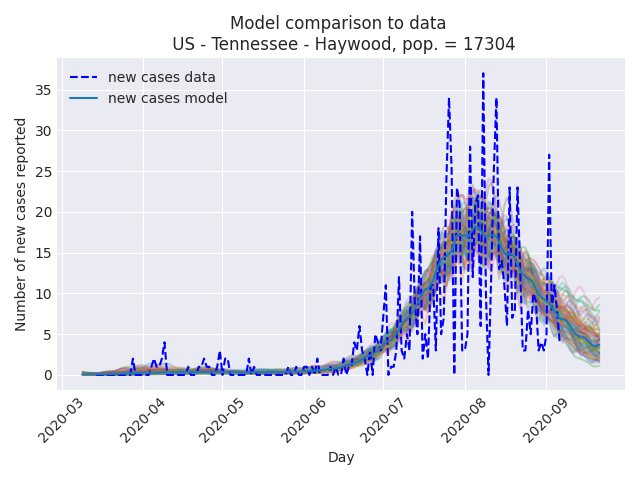 Model comparison to data
US - Tennessee - Haywood, pop. = 17304
new cases data
new cases model
Number of new cases reported
35
30
25
20
15
10
5
0
2020-03
2020-04
2020-05
2020-06
2020-07
2020-08
2020-09
Day